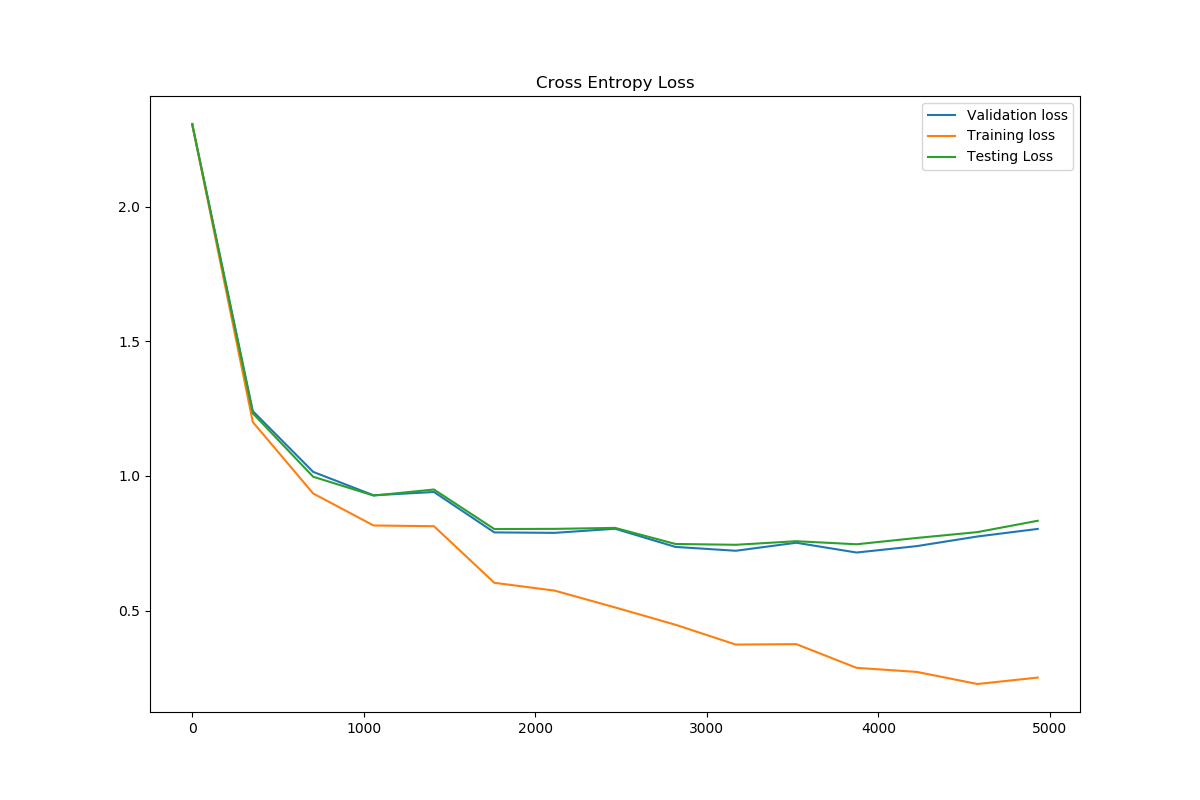 Cross Entropy Loss
Validation loss
Training loss
Testing Loss
2.0
1.5
1.0
0.5
0 1000 2000 3000 4000 5000